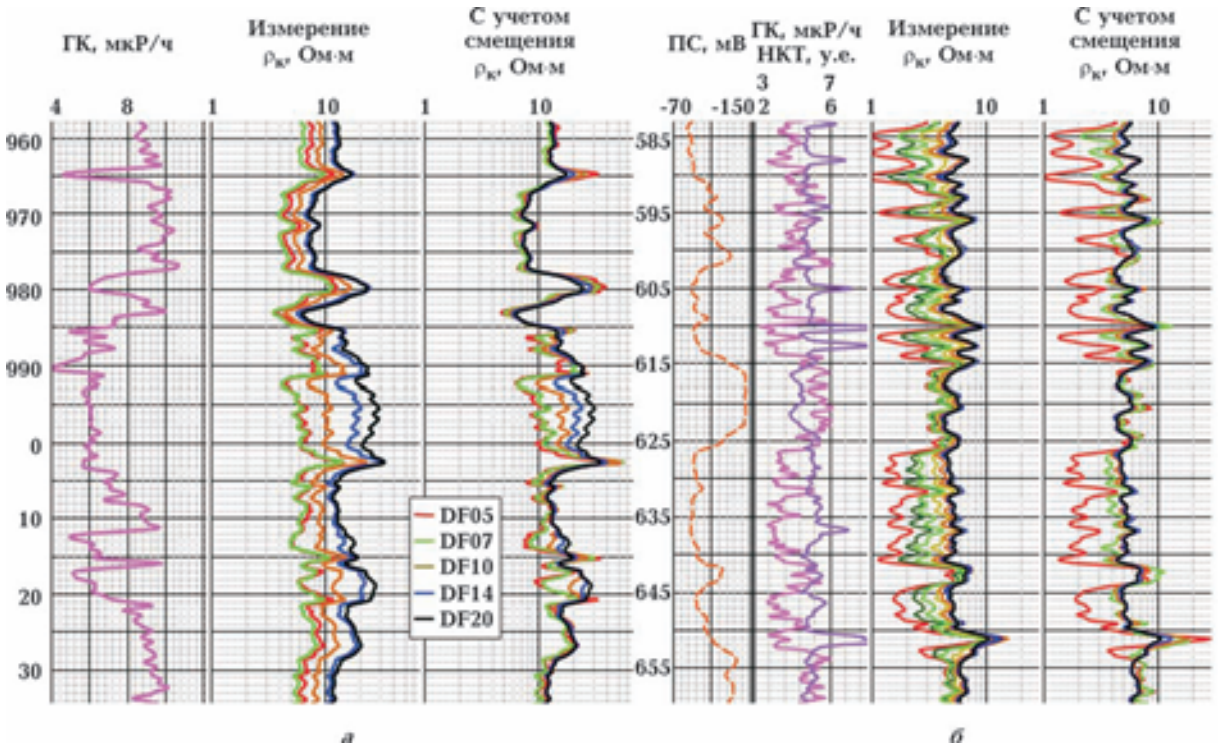 ГК, мкР/ч
Измерение
ρк, Ом·м
С учетом
смещения
ρк, Ом·м
ПС, мВ
ГК, мкР/ч
НКТ, у.е.
Измерение
ρк, Ом·м
С учетом
смещения
ρк, Ом·м
3 7
4 8 1 10 1 10 -70 -150 2 6 1 10 1 10
960
970
980
990
0
10
20
30
DF05
DF07
DF10
DF14
DF20
585
595
605
615
625
635
645
655
а
б